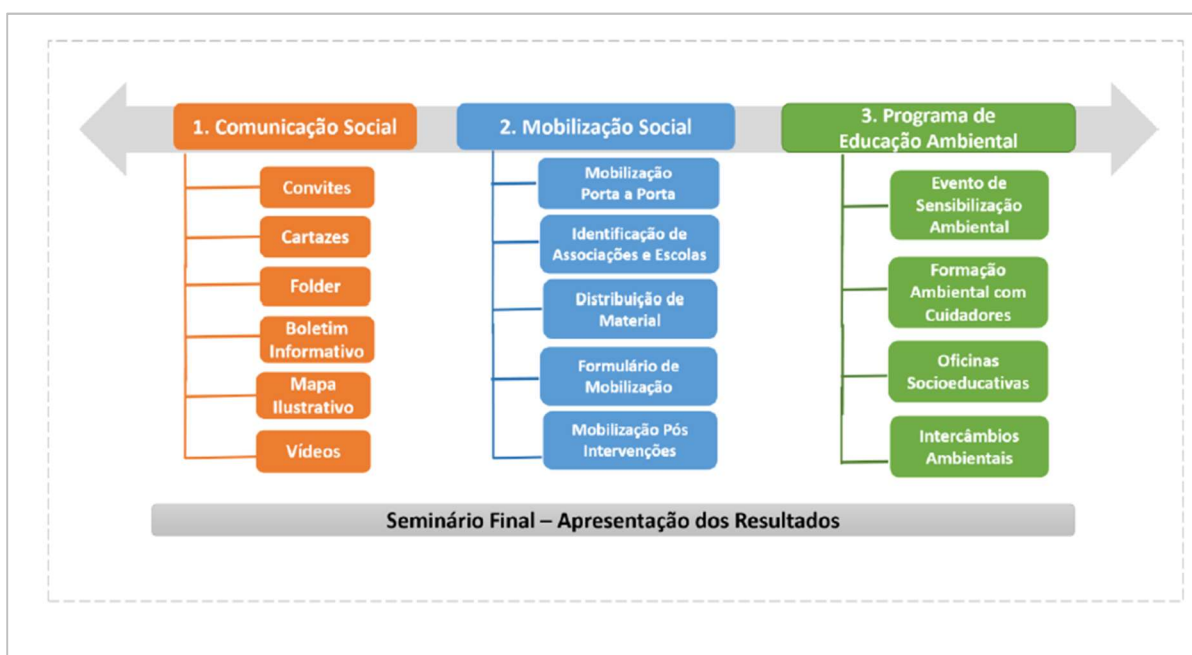 1. Comunicação Social
Convites
Cartazes
Folder
Boletim
Informativo
Mapa
Ilustrativo
Vídeos
2. Mobilização Social
Mobilização
Porta a Porta
Identificação de
Associações e Escolas
Distribuição de
Material
Formulário de
Mobilização
Mobilização Pós
Intervenções
3. Programa de
Educação Ambiental
Evento de
Sensibilização
Ambiental
Formação
Ambiental com
Cuidadores
Oficinas
Socioeducativas
Intercâmbios
Ambientais
Seminário Final – Apresentação dos Resultados